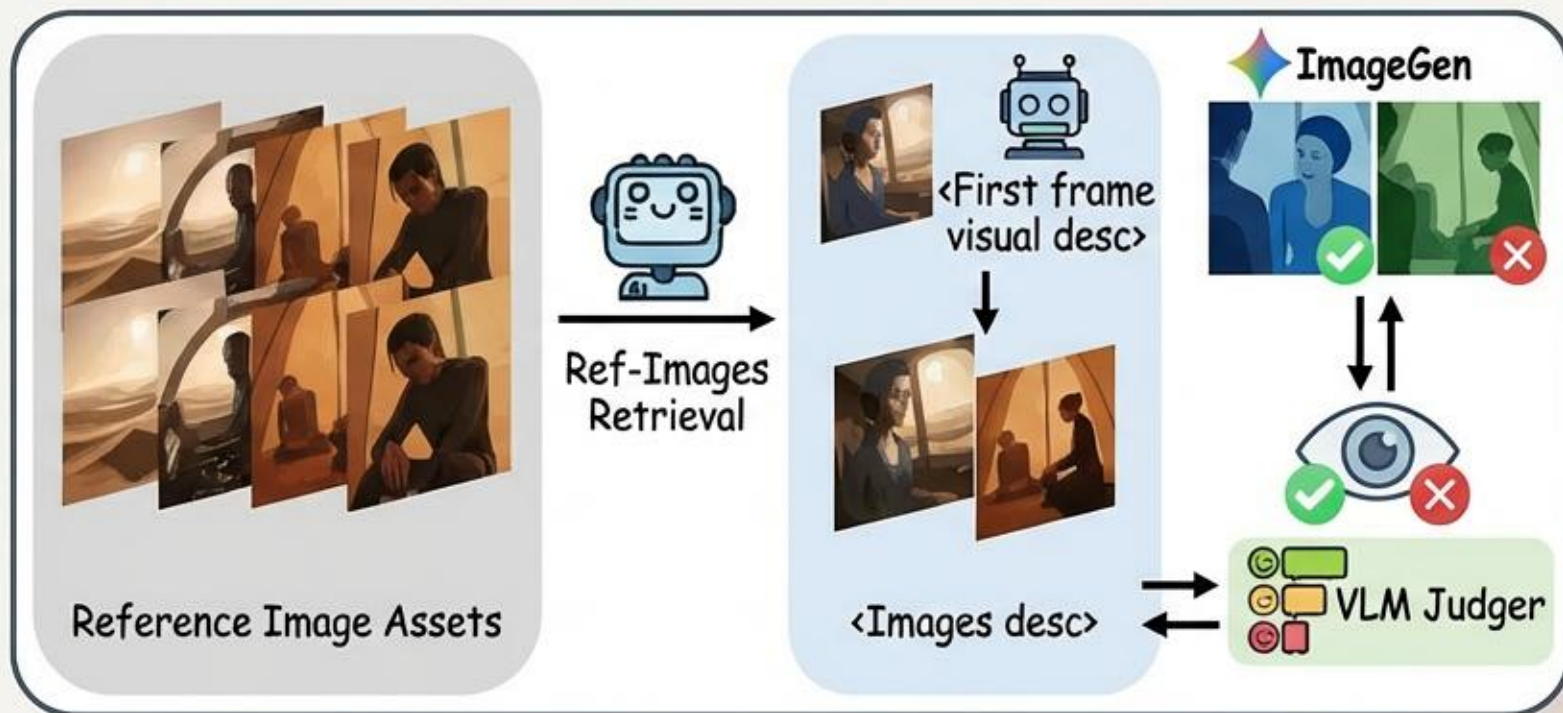 ImageGen
<First frame
visual desc>
Ref-Images
Retrieval
Reference Image Assets
<Images desc>
VLM Judger